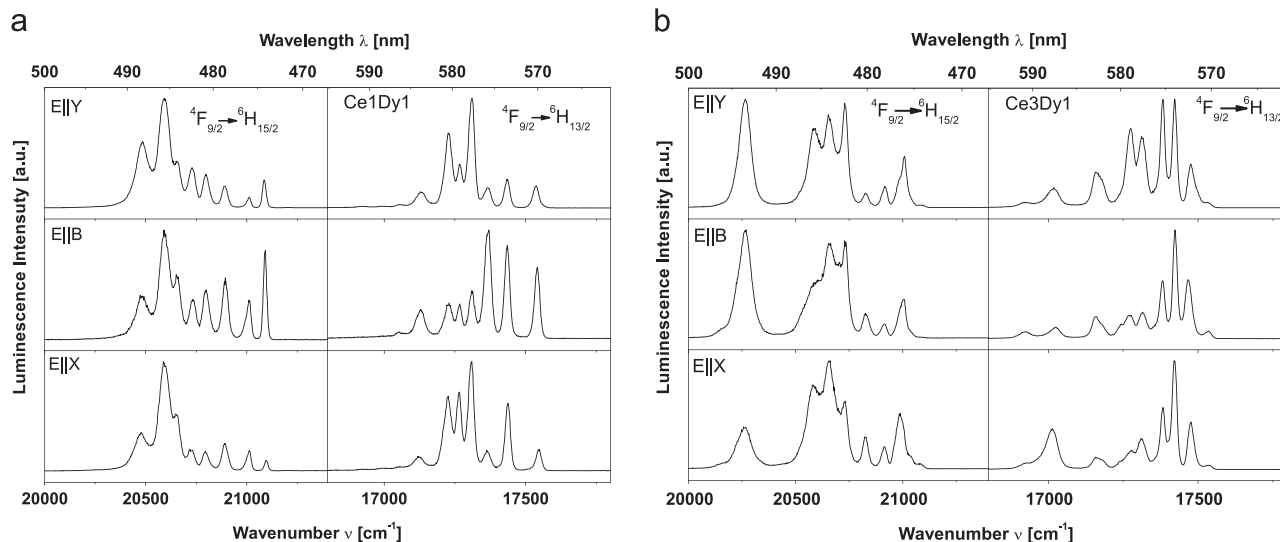 a
Wavelength λ [nm]
500 490 480 470 590 580 570
E||Y
⁴F₉/₂→⁶H₁₅/₂
Ce1Dy1
⁴F₉/₂→⁶H₁₃/₂
E||B
E||X
Luminescence Intensuty [a.u.]
20000 20500 21000 17000 17500
Wavenumber ν [cm⁻¹]
b
Wavelength λ [nm]
500 490 480 470 590 580 570
E||Y
⁴F₉/₂→⁶H₁₅/₂
Ce3Dy1
⁴F₉/₂→⁶H₁₃/₂
E||B
E||X
Luminescence Intensity [a.u.]
20000 20500 21000 17000 17500
Wavenumber ν [cm⁻¹]